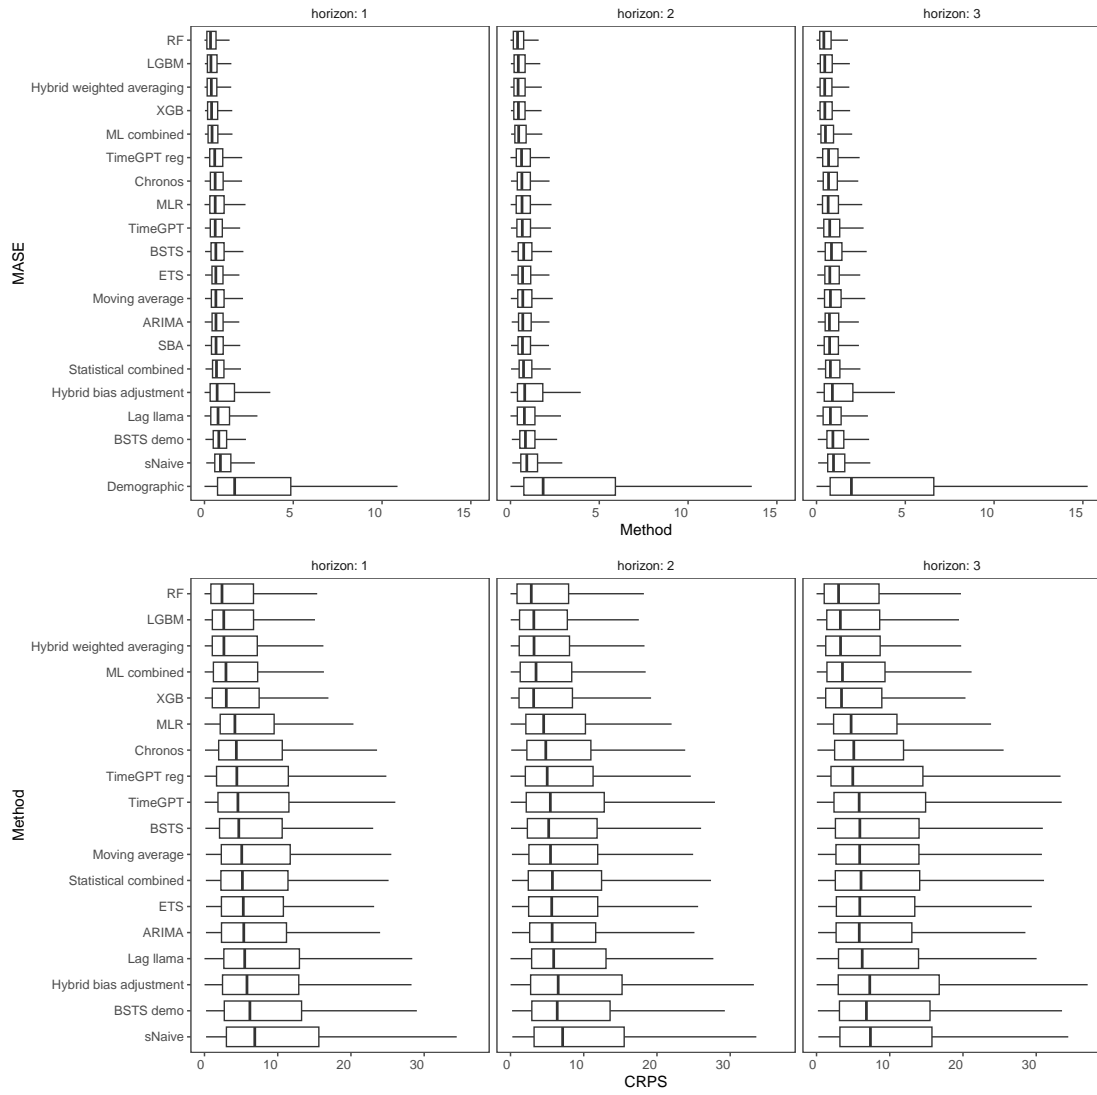 horizon: 1 horizon: 2 horizon: 3
RF
LGBM
Hybrid weighted averaging
XGB
ML combined
TimeGPT reg
Chronos
MLR
TimeGPT
BSTS
ETS
Moving average
ARIMA
SBA
Statistical combined
Hybrid bias adjustment
Lag llama
BSTS demo
sNaive
Demographic
MASE
0 5 10 15 0 5 10 15 0 5 10 15
Method
horizon: 1 horizon: 2 horizon: 3
RF
LGBM
Hybrid weighted averaging
ML combined
XGB
MLR
Chronos
TimeGPT reg
TimeGPT
BSTS
Moving average
Statistical combined
ETS
ARIMA
Lag llama
Hybrid bias adjustment
BSTS demo
sNaive
Method
0 10 20 30 0 10 20 30 0 10 20 30
CRPS